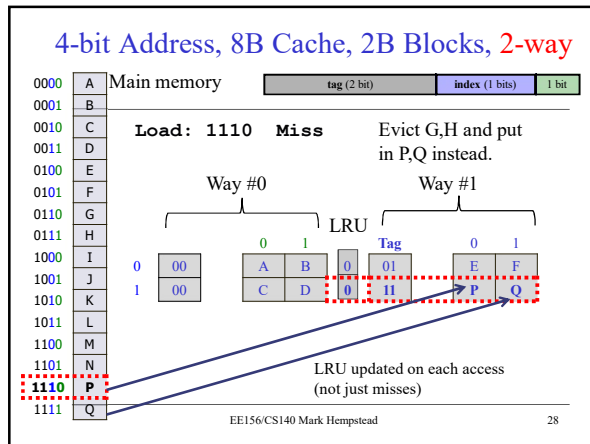 4-bit Address, 8B Cache, 2B Blocks, 2-way
Main memory
tag (2 bit) index (1 bits) 1 bit
0000 A
0001 B
0010 C
0011 D
0100 E
0101 F
0110 G
0111 H
1000 I
1001 J
1010 K
1011 L
1100 M
1101 N
1110 P
1111 Q
Load: 1110 Miss
Evict G,H and put
in P,Q instead.
Way #0 Way #1
LRU
0 1 Tag 0 1
0 00 A B 0 01 E F
1 00 C D 0 11 P Q
LRU updated on each access
(not just misses)
EE156/CS140 Mark Hempstead 28